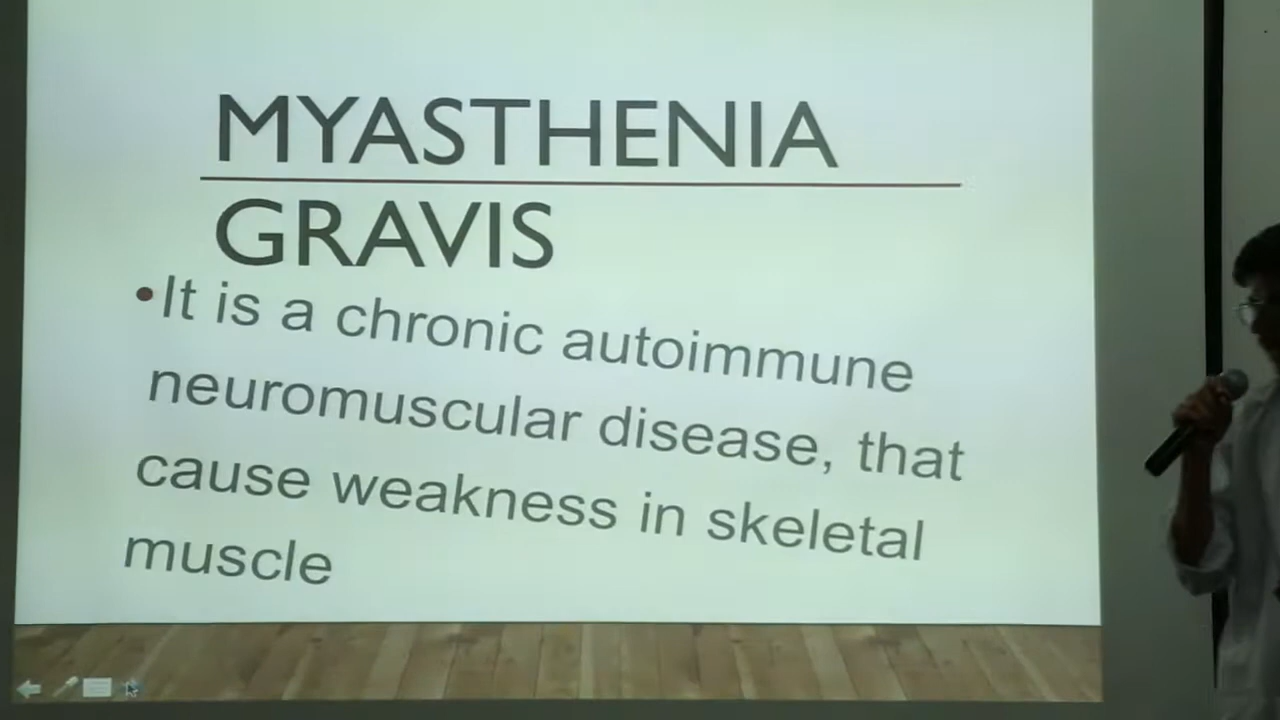 MYASTHENIA
GRAVIS
•It is a chronic autoimmune
neuromuscular disease, that
cause weakness in skeletal
muscle